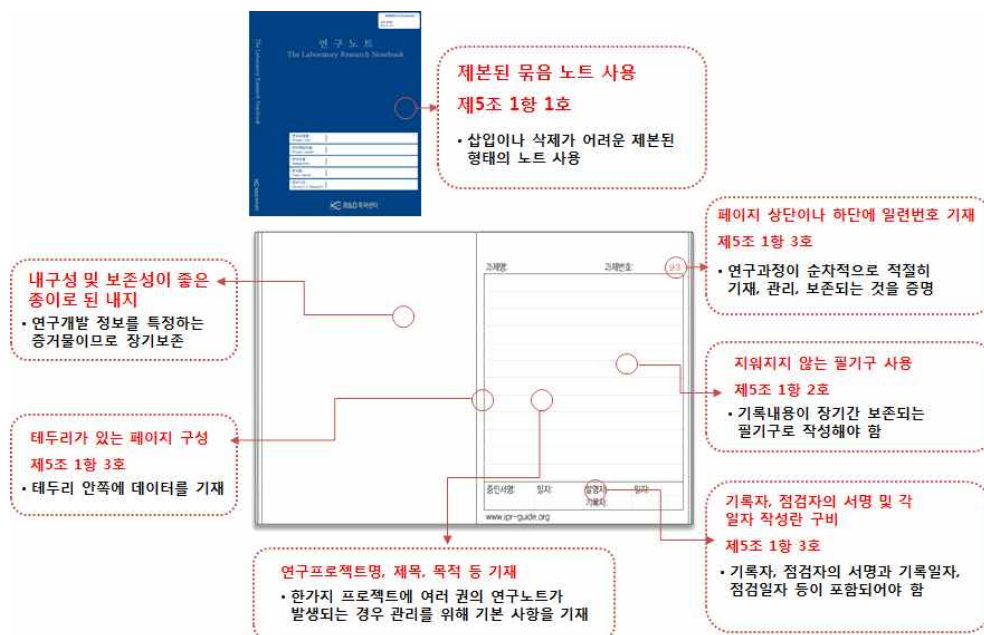 연구노트
The Laboratory Research Notebook
The Laboratory Research Notebook
R&D 특허센터
제본된 묶음 노트 사용
제5조 1항 1호
• 삽입이나 삭제가 어려운 제본된
형태의 노트 사용
페이지 상단이나 하단에 일련번호 기재
제5조 1항 3호
• 연구과정이 순차적으로 적절히
기재, 관리, 보존되는 것을 증명
내구성 및 보존성이 좋은
종이로 된 내지
• 연구개발 정보를 특정하는
증거물이므로 장기보존
과제명:
과제번호:
93
지워지지 않는 필기구 사용
제5조 1항 2호
• 기록내용이 장기간 보존되는
필기구로 작성해야 함
테두리가 있는 페이지 구성
제5조 1항 3호
• 테두리 안쪽에 데이터를 기재
증인서명: 일자: 설명자: 일자:
기록자:
www.ipr-guide.org
기록자, 점검자의 서명 및 각
일자 작성란 구비
제5조 1항 3호
• 기록자, 점검자의 서명과 기록일자,
점검일자 등이 포함되어야 함
연구프로젝트명, 제목, 목적 등 기재
• 한가지 프로젝트에 여러 권의 연구노트가
발생되는 경우 관리를 위해 기본 사항을 기재